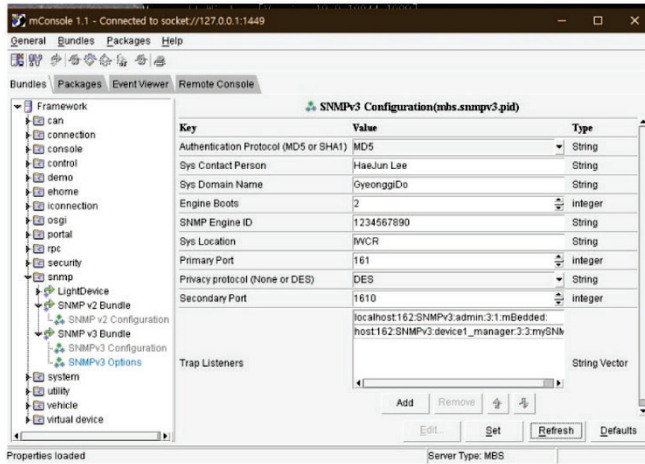 mConsole 1.1 - Connected to socket://127.0.0.1:1449
General Bundles Packages Help
Bundles Packages Event Viewer Remote Console
Framework
can
connection
console
control
demo
ehome
iconnection
osgi
portal
rpc
security
snmp
LightDevice
SNMP v2 Bundle
SNMP v2 Configuration
SNMP v3 Bundle
SNMPv3 Configuration
SNMPv3 Options
system
utility
vehicle
virtual device
SNMPv3 Configuration(mbs.snmpv3.pid)
Key Value Type
Authentication Protocol (MD5 or SHA1) MD5 String
Sys Contact Person HaeJun Lee String
Sys Domain Name GyeonggiDo String
Engine Boots 2 integer
SNMP Engine ID 1234567890 String
Sys Location IWCR String
Primary Port 161 integer
Privacy protocol (None or DES) DES String
Secondary Port 1610 integer
localhost:162:SNMPv3:admin:3:1:mBedded:
host:162:SNMPv3:device1_manager:3:3:mySNM
Trap Listeners String Vector
Add Remove
Edit... Set Refresh Defaults
Properties loaded Server Type: MBS